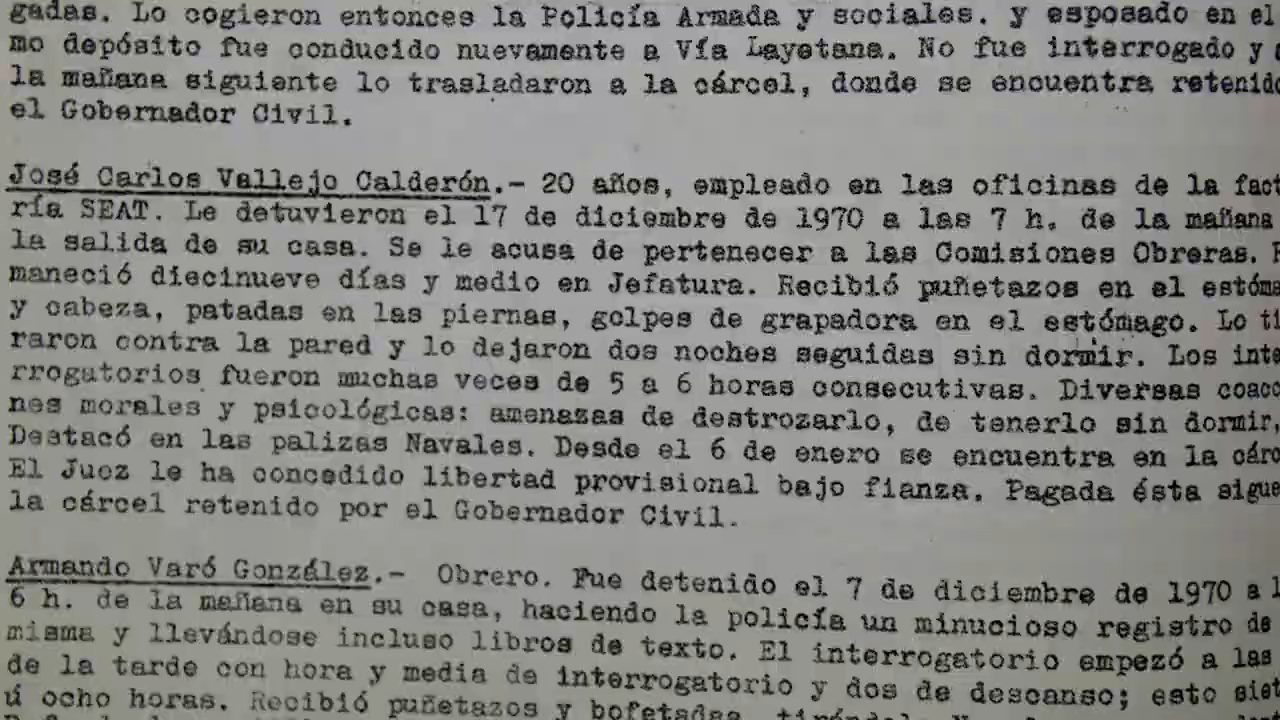 gadas. Lo cogieron entonces la Policía Armada y sociales. y esposado en el
mo depósito fue conducido nuevamente a Vía Layetana. No fue interrogado y
la mañana siguiente lo trasladaron a la cárcel, donde se encuentra retenido
el Gobernador Civil.
José Carlos Vallejo Calderón.- 20 años, empleado en las oficinas de la fact
ría SEAT. Le detuvieron el 17 de diciembre de 1970 a las 7 h. de la mañana
la salida de su casa. Se le acusa de pertenecer a las Comisiones Obreras.
maneció diecinueve días y medio en Jefatura. Recibió puñetazos en el estóma
y cabeza, patadas en las piernas, golpes de grapadora en el estómago. Lo ti
raron contra la pared y lo dejaron dos noches seguidas sin dormir. Los inte
rrogatorios fueron muchas veces de 5 a 6 horas consecutivas. Diversas coacc
nes morales y psicológicas: amenazas de destrozarlo, de tenerlo sin dormir,
Destacó en las palizas Navales. Desde el 6 de enero se encuentra en la cárc
El Juez le ha concedido libertad provisional bajo fianza. Pagada ésta sigue
la cárcel retenido por el Gobernador Civil.
Armando Varó González.- Obrero. Fue detenido el 7 de diciembre de 1970 a l
6 h. de la mañana en su casa, haciendo la policía un minucioso registro de
misma y llevándose incluso libros de texto. El interrogatorio empezó a las
de la tarde con hora y media de interrogatorio y dos de descanso; esto siet
ú ocho horas. Recibió puñetazos y bofetadas,